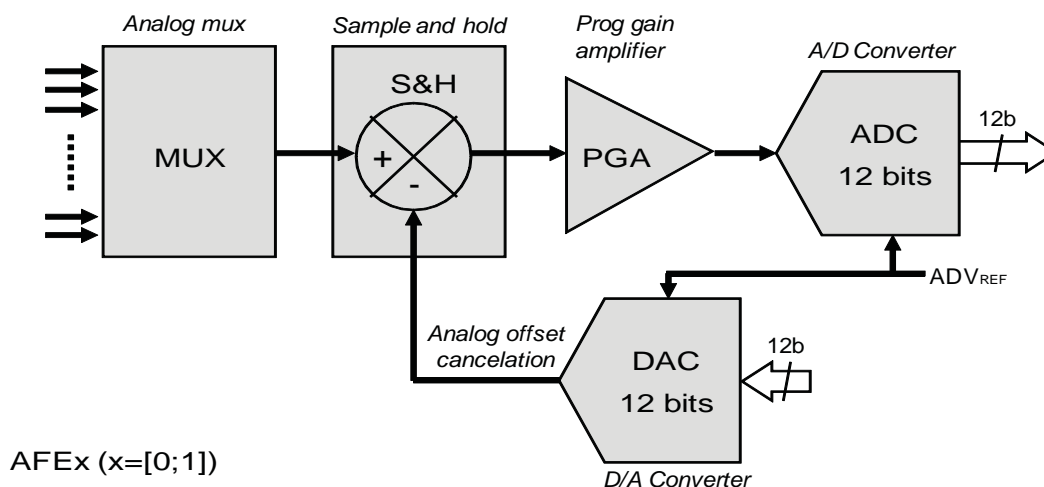 Analog mux
Sample and hold
Prog gain
amplifier
A/D Converter
MUX
S&H
+
-
PGA
ADC
12 bits
12b
ADVREF
Analog offset
cancelation
DAC
12 bits
12b
AFEx (x=[0;1])
D/A Converter